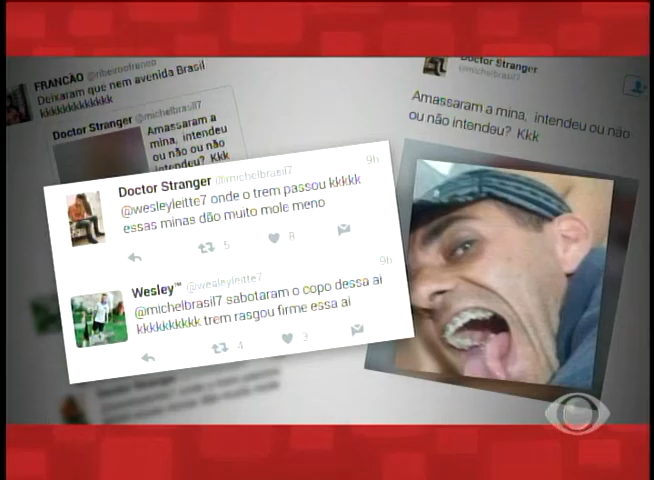 FRANCÃO @ribeirofranco
Deixaram que nem avenida Brasil
kkkkkkkkkkkk
Doctor Stranger @michelbrasil7
Amassaram a
mina, intendeu
ou não ou não
intendeu? Kkk
Doctor Stranger
@michelbrasil7
Amassaram a mina, intendeu ou não
ou não intendeu? Kkk
Doctor Stranger @michelbrasil7
9h
@wesleyleitte7 onde o trem passou kkkkk
essas minas dão muito mole meno
5
8
Wesley™ @wesleyleitte7
9h
@michelbrasil7 sabotaram o copo dessa ai
kkkkkkkkkk trem rasgou firme essa ai
4
3